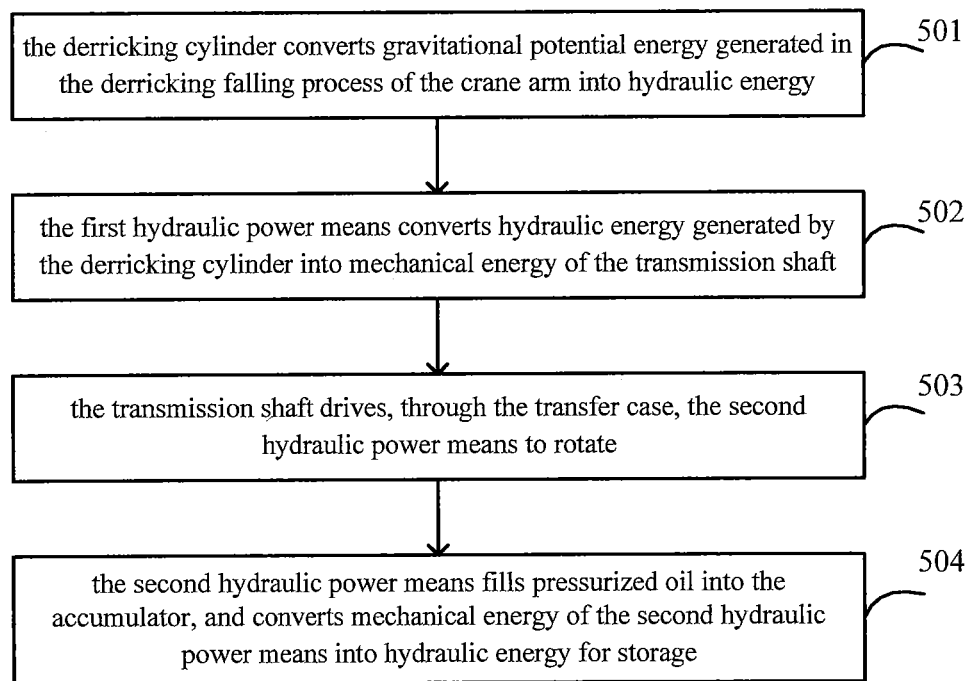 the derricking cylinder converts gravitational potential energy generated in
the derricking falling process of the crane arm into hydraulic energy
501
the first hydraulic power means converts hydraulic energy generated by
the derricking cylinder into mechanical energy of the transmission shaft
502
the transmission shaft drives, through the transfer case, the second
hydraulic power means to rotate
503
the second hydraulic power means fills pressurized oil into the
accumulator, and converts mechanical energy of the second hydraulic
power means into hydraulic energy for storage
504